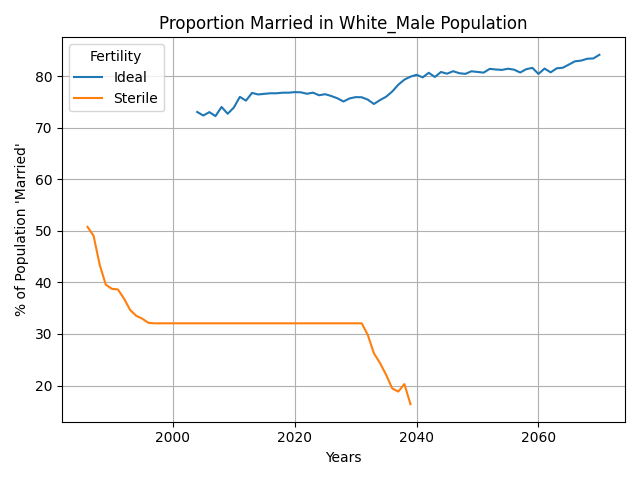 Proportion Married in White_Male Population
Fertility
Ideal
Sterile
% of Population 'Married'
80
70
60
50
40
30
20
2000
2020
2040
2060
Years